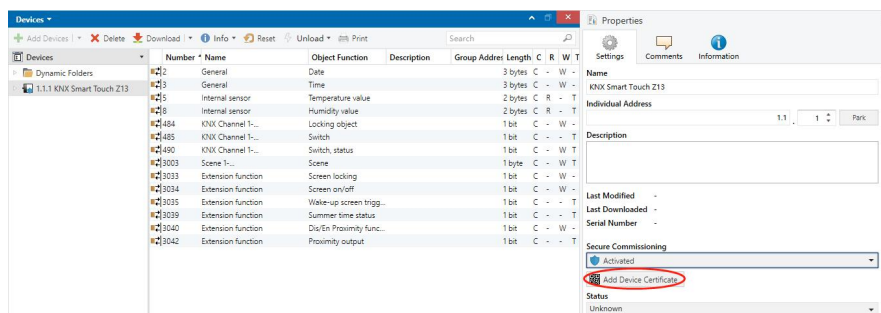 Devices
Add Devices Delete Download Info Reset Unload Print Search
Devices
Dynamic Folders
1.1.1 KNX Smart Touch Z13
Number Name Object Function Description Group Addres Length C R W T
2 General Date 3 bytes C - W -
3 General Time 3 bytes C - W -
5 Internal sensor Temperature value 2 bytes C R - T
8 Internal sensor Humidity value 2 bytes C R - T
484 KNX Channel 1-... Locking object 1 bit C - W -
485 KNX Channel 1-... Switch 1 bit C - - T
490 KNX Channel 1-... Switch, status 1 bit C - W T
3003 Scene 1-... Scene 1 byte C - W T
3033 Extension function Screen locking 1 bit C - W -
3034 Extension function Screen on/off 1 bit C - W -
3035 Extension function Wake-up screen trigg... 1 bit C - - T
3039 Extension function Summer time status 1 bit C - - T
3040 Extension function Dis/En Proximity func... 1 bit C - W -
3042 Extension function Proximity output 1 bit C - - T
Properties
Settings Comments Information
Name
KNX Smart Touch Z13
Individual Address
1.1 . 1 Park
Description
Last Modified -
Last Downloaded -
Serial Number -
Secure Commissioning
Activated
Add Device Certificate
Status
Unknown